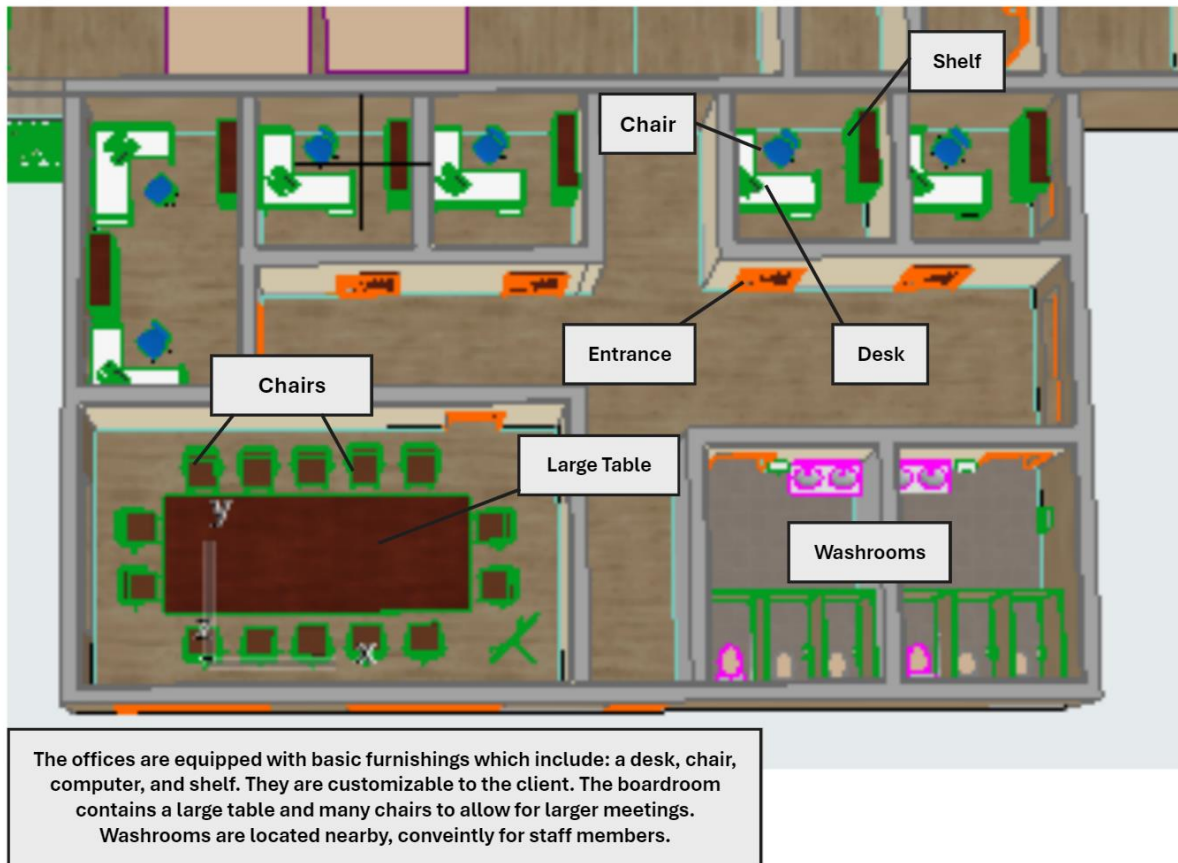 Shelf
Chair
Entrance
Desk
Chairs
Large Table
y
Washrooms
x
The offices are equipped with basic furnishings which include: a desk, chair,
computer, and shelf. They are customizable to the client. The boardroom
contains a large table and many chairs to allow for larger meetings.
Washrooms are located nearby, conveintly for staff members.